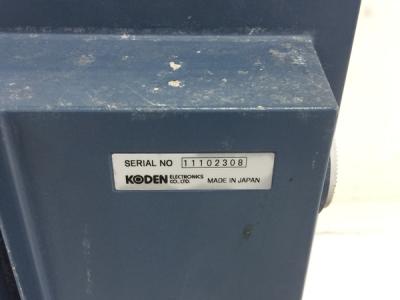 SERIAL NO 11102308
KODEN ELECTRONICS CO., LTD. MADE IN JAPAN